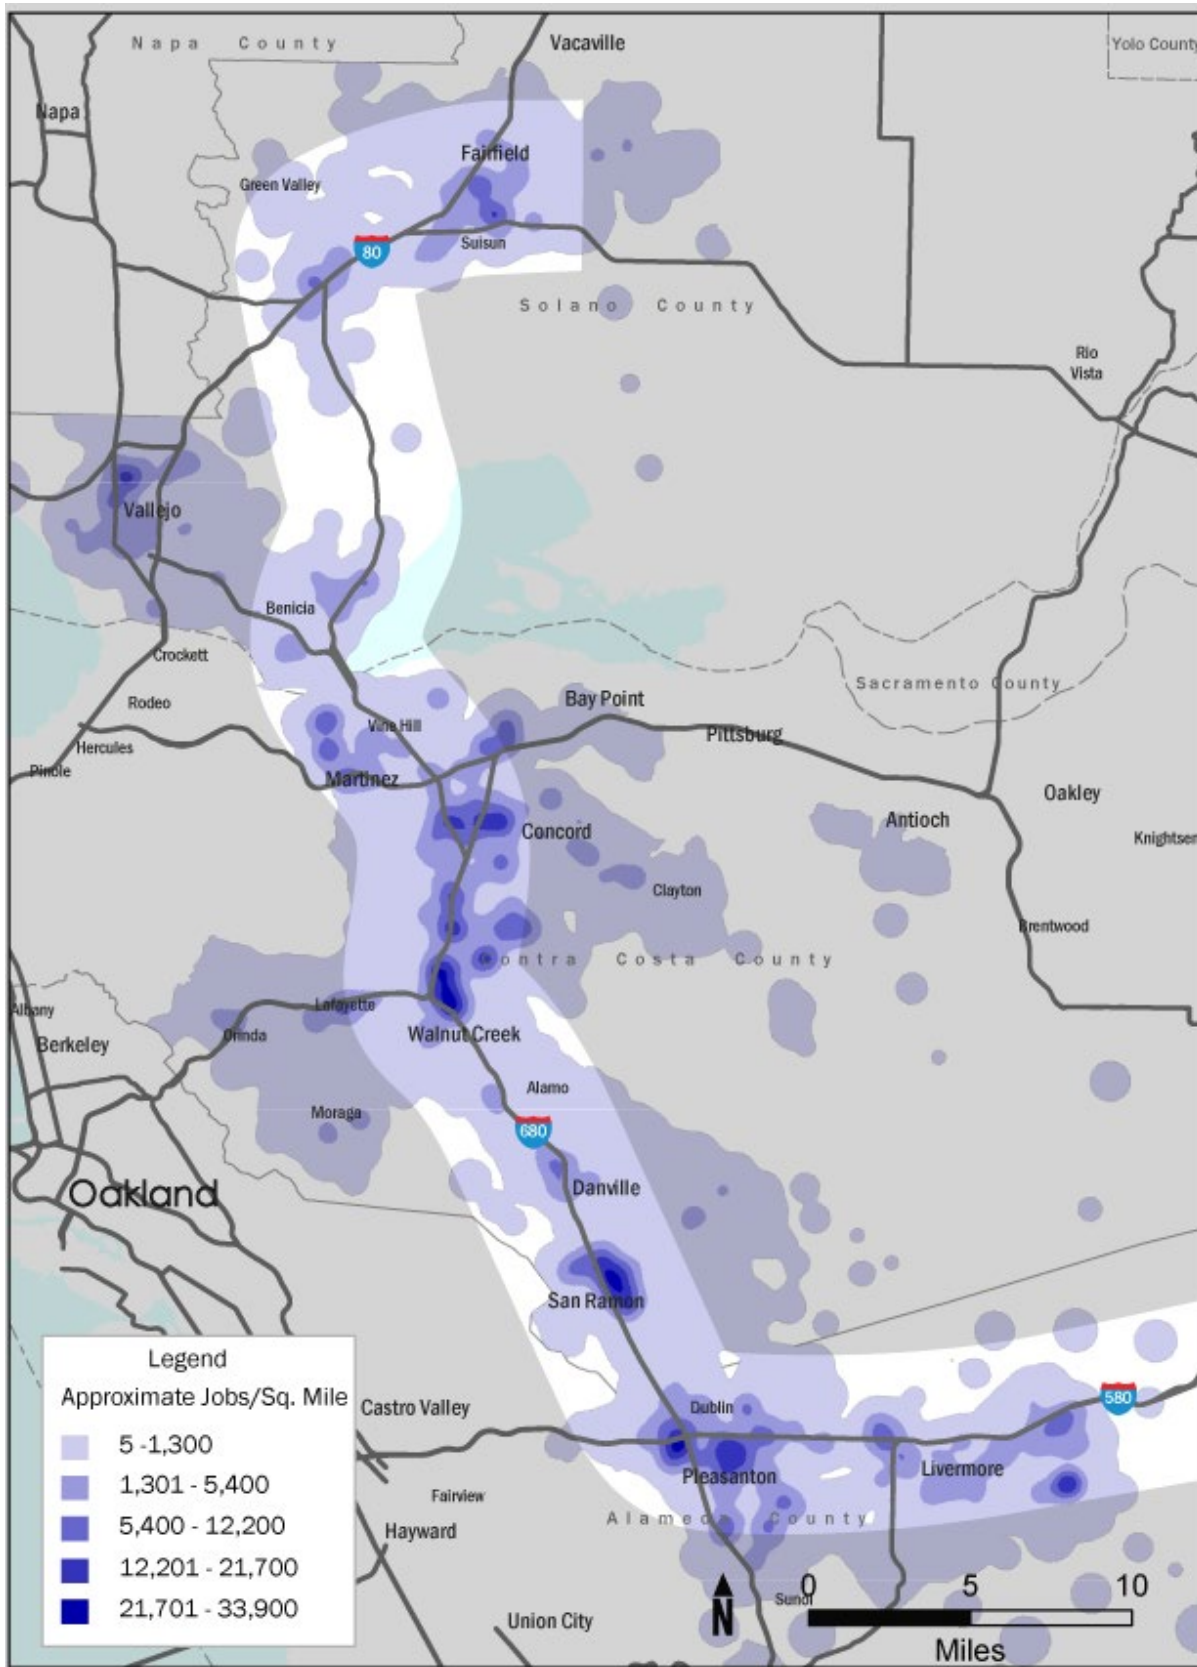 Napa County
Vacaville
Yolo County
Napa
Fairfield
Green Valley
80
Suisun
Solano County
Rio
Vista
Vallejo
Benicia
Crockett
Sacramento County
Rodeo
Bay Point
Vine Hill
Hercules
Pittsburg
Pinole
Martinez
Oakley
Antioch
Concord
Knightsen
Clayton
Brentwood
Contra Costa County
Lafayette
Albany
Orinda
Walnut Creek
Berkeley
Alamo
Moraga
680
Oakland
Danville
San Ramon
Legend
Approximate Jobs/Sq. Mile
5 -1,300
1,301 - 5,400
5,400 - 12,200
12,201 - 21,700
21,701 - 33,900
580
Castro Valley
Dublin
Livermore
Pleasanton
Fairview
Alameda County
Hayward
0 5 10
Sunol
N
Union City
Miles